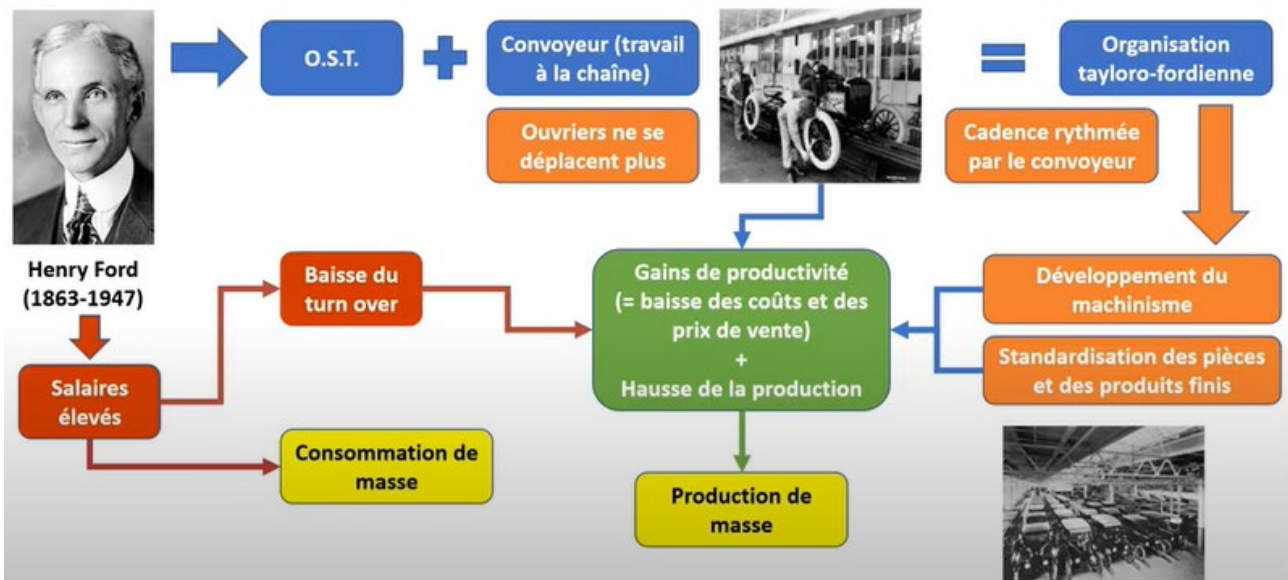 O.S.T.
Convoyeur (travail
à la chaîne)
Organisation
tayloro-fordienne
Ouvriers ne se
déplacent plus
Cadence rythmée
par le convoyeur
Henry Ford
(1863-1947)
Baisse du
turn over
Gains de productivité
(= baisse des coûts et des
prix de vente)
+
Hausse de la production
Développement du
machinisme
Standardisation des pièces
et des produits finis
Salaires
élevés
Consommation de
masse
Production de
masse